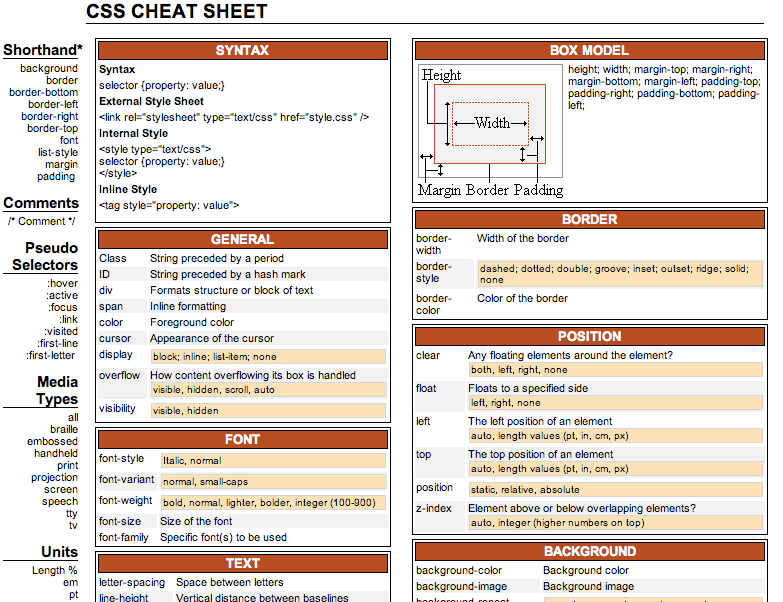 CSS CHEAT SHEET
Shorthand*
background
border
border-bottom
border-left
border-right
border-top
font
list-style
margin
padding
Comments
/* Comment */
Pseudo
Selectors
:hover
:active
:focus
:link
:visited
:first-line
:first-letter
Media
Types
all
braille
embossed
handheld
print
projection
screen
speech
tty
tv
Units
Length %
em
pt
SYNTAX
Syntax
selector {property: value;}
External Style Sheet
<link rel="stylesheet" type="text/css" href="style.css" />
Internal Style
<style type="text/css">
selector {property: value;}
</style>
Inline Style
<tag style="property: value">
GENERAL
Class String preceded by a period
ID String preceded by a hash mark
div Formats structure or block of text
span Inline formatting
color Foreground color
cursor Appearance of the cursor
display block; inline; list-item; none
overflow How content overflowing its box is handled
visible, hidden, scroll, auto
visibility visible, hidden
FONT
font-style Italic, normal
font-variant normal, small-caps
font-weight bold, normal, lighter, bolder, integer (100-900)
font-size Size of the font
font-family Specific font(s) to be used
TEXT
letter-spacing Space between letters
line-height Vertical distance between baselines
BOX MODEL
Height
Width
Margin Border Padding
height; width; margin-top; margin-right;
margin-bottom; margin-left; padding-top;
padding-right; padding-bottom; padding-
left;
BORDER
border- Width of the border
width
border- dashed; dotted; double; groove; inset; outset; ridge; solid;
style none
border- Color of the border
color
POSITION
clear Any floating elements around the element?
both, left, right, none
float Floats to a specified side
left, right, none
left The left position of an element
auto, length values (pt, in, cm, px)
top The top position of an element
auto, length values (pt, in, cm, px)
position static, relative, absolute
z-index Element above or below overlapping elements?
auto, integer (higher numbers on top)
BACKGROUND
background-color Background color
background-image Background image
background-repeat